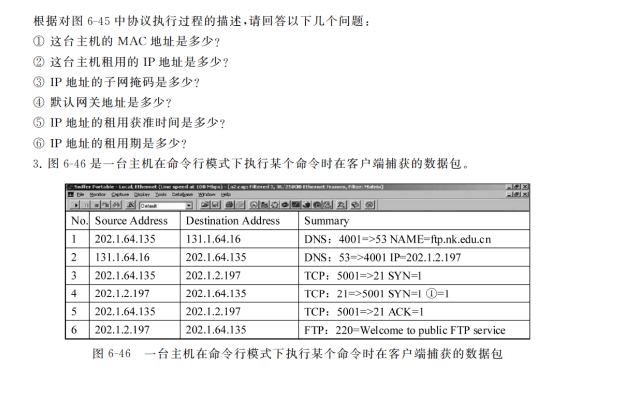 根据对图 6-45 中协议执行过程的描述,请回答以下几个问题:
① 这台主机的 MAC 地址是多少?
② 这台主机租用的 IP 地址是多少?
③ IP 地址的子网掩码是多少?
④ 默认网关地址是多少?
⑤ IP 地址的租用获准时间是多少?
⑥ IP 地址的租用期是多少?
3. 图 6-46 是一台主机在命令行模式下执行某个命令时在客户端捕获的数据包。
File Monitor Capture Display Tools Database Window Help
Default
No. Source Address Destination Address Summary
1 202.1.64.135 131.1.64.16 DNS: 4001=>53 NAME=ftp.nk.edu.cn
2 131.1.64.16 202.1.64.135 DNS: 53=>4001 IP=202.1.2.197
3 202.1.64.135 202.1.2.197 TCP: 5001=>21 SYN=1
4 202.1.2.197 202.1.64.135 TCP: 21=>5001 SYN=1 ①=1
5 202.1.64.135 202.1.2.197 TCP: 5001=>21 ACK=1
6 202.1.2.197 202.1.64.135 FTP: 220=Welcome to public FTP service
图 6-46 一台主机在命令行模式下执行某个命令时在客户端捕获的数据包